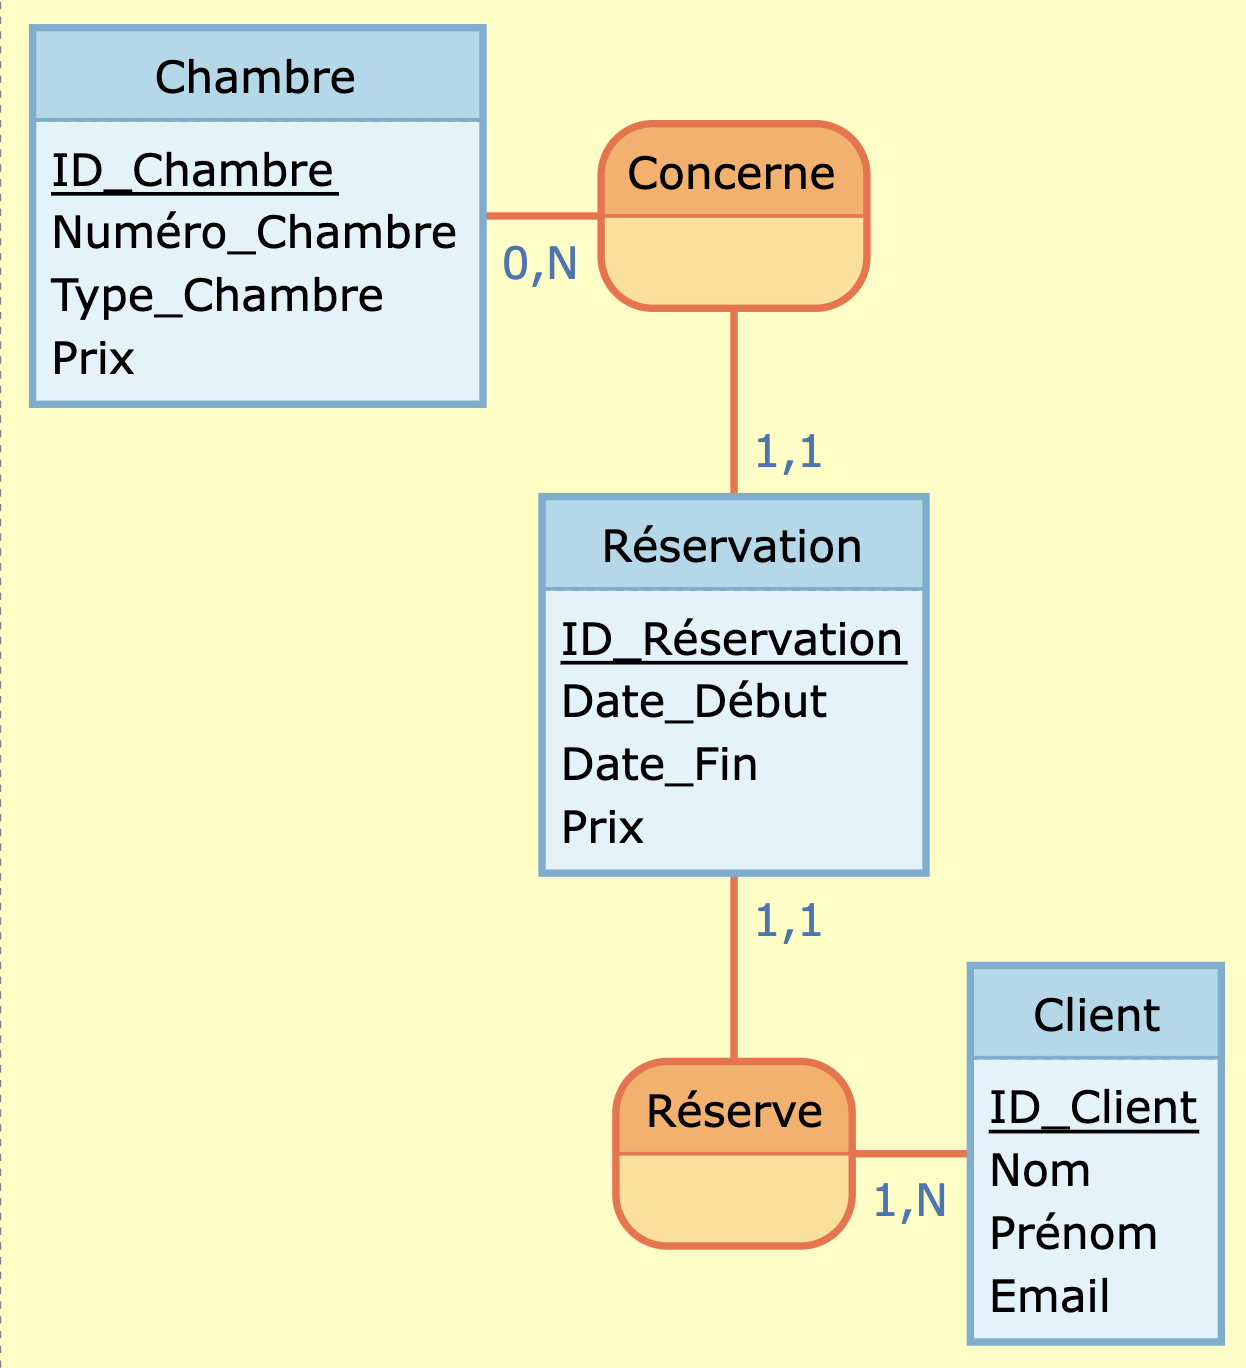 Chambre
ID_Chambre
Numéro_Chambre
Type_Chambre
Prix
Concerne
0,N
1,1
Réservation
ID_Réservation
Date_Début
Date_Fin
Prix
1,1
Réserve
1,N
Client
ID_Client
Nom
Prénom
Email